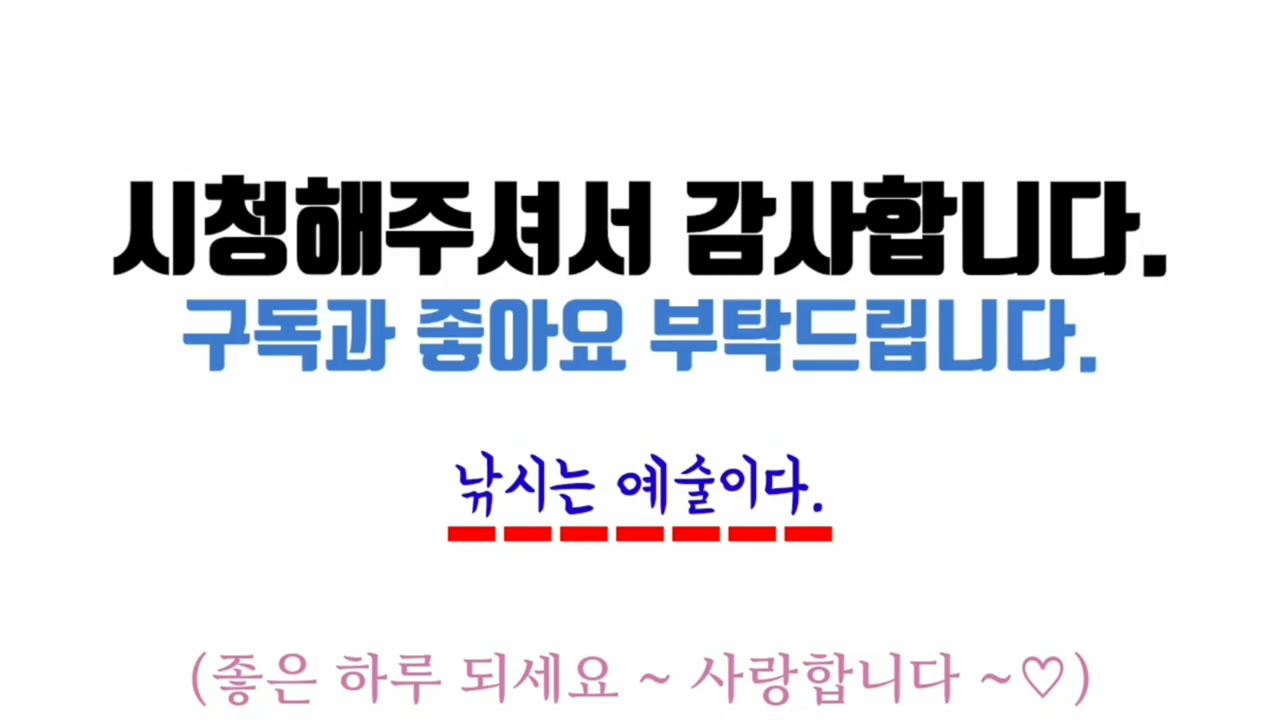 시청해주셔서 감사합니다.
구독과 좋아요 부탁드립니다.
낚시는 예술이다.
(좋은 하루 되세요 ~ 사랑합니다 ~♡)